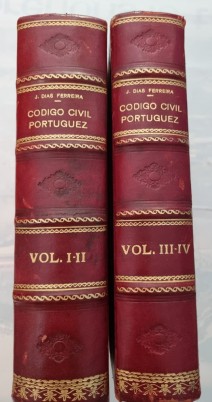 J. DIAS FERREIRA
CODIGO CIVIL
PORTUGUEZ
VOL. I-II
J. DIAS FERREIRA
CODIGO CIVIL
PORTUGUEZ
VOL. III-IV